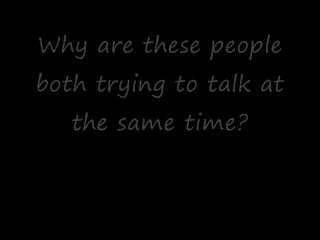 Why are these people
both trying to talk at
the same time?